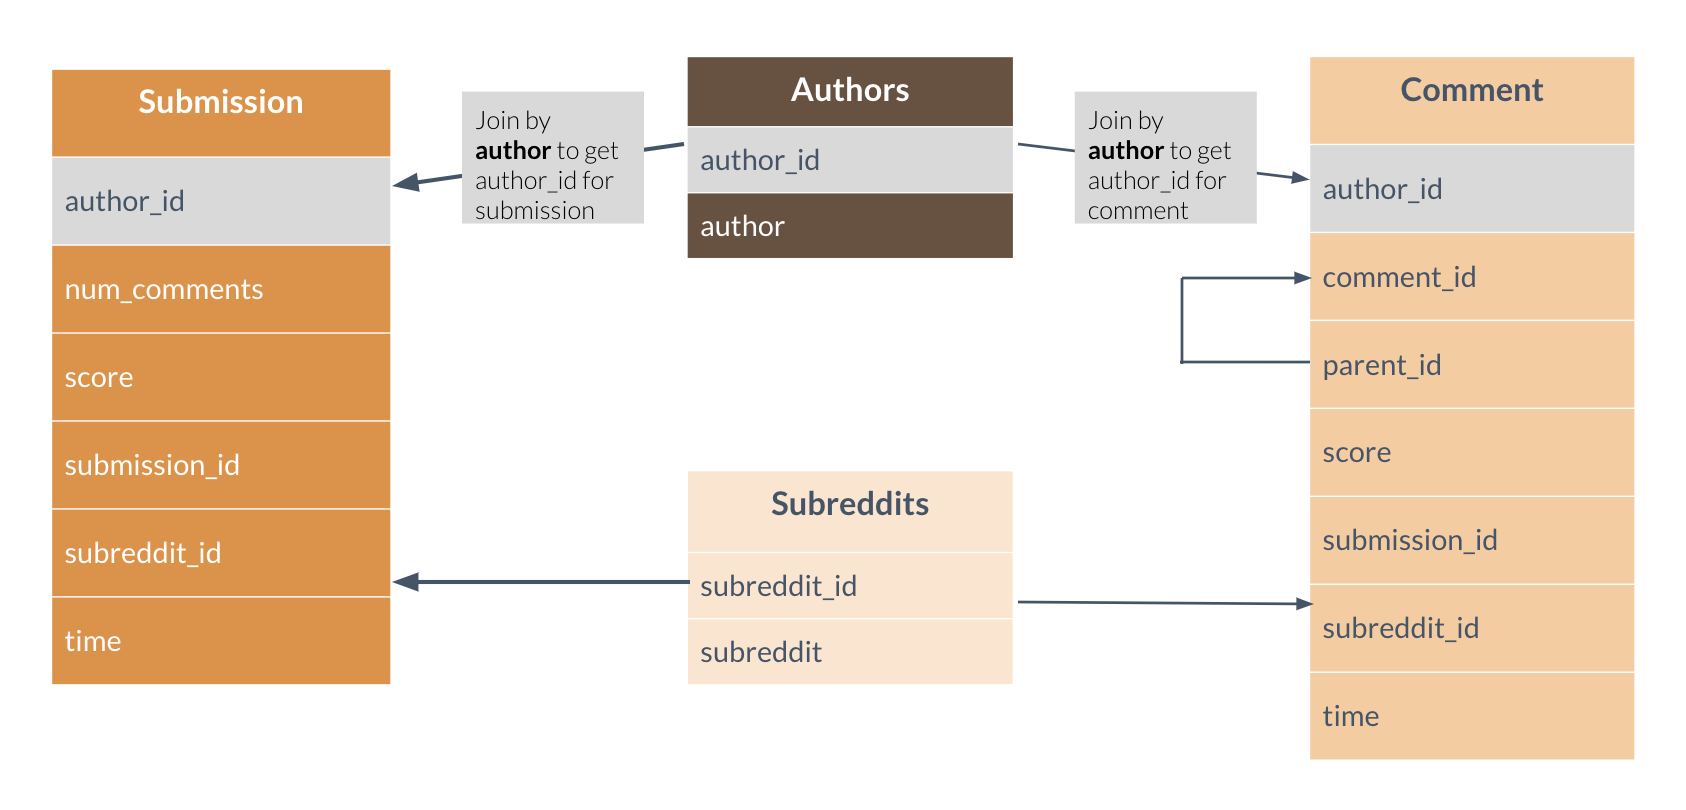 Submission
author_id
num_comments
score
submission_id
subreddit_id
time
Join by
author to get
author_id for
submission
Authors
author_id
author
Join by
author to get
author_id for
comment
Subreddits
subreddit_id
subreddit
Comment
author_id
comment_id
parent_id
score
submission_id
subreddit_id
time